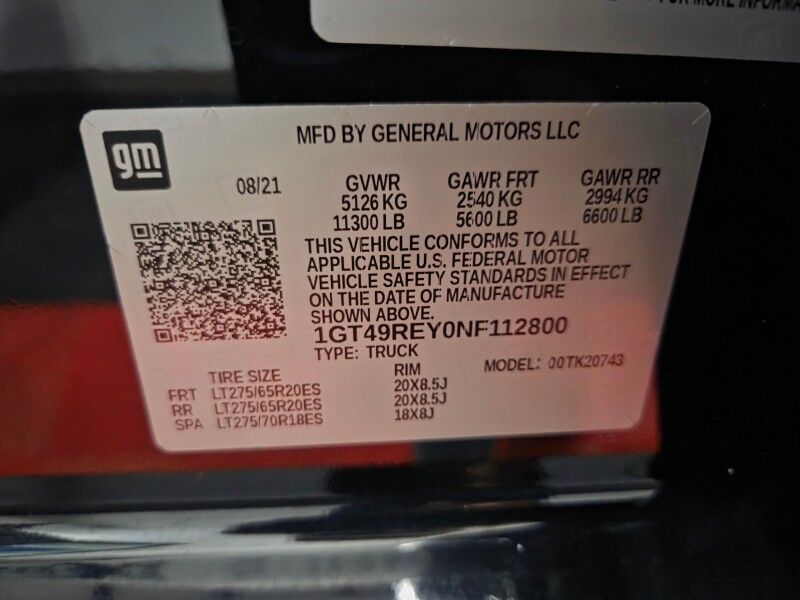 FOR MORE INFORMA
gm
MFD BY GENERAL MOTORS LLC
08/21
GVWR GAWR FRT GAWR RR
5126 KG 2540 KG 2994 KG
11300 LB 5600 LB 6600 LB
THIS VEHICLE CONFORMS TO ALL
APPLICABLE U.S. FEDERAL MOTOR
VEHICLE SAFETY STANDARDS IN EFFECT
ON THE DATE OF MANUFACTURE
SHOWN ABOVE.
1GT49REY0NF112800
TYPE: TRUCK MODEL: 00TK20743
TIRE SIZE RIM
FRT LT275/65R20ES 20X8.5J
RR LT275/65R20ES 20X8.5J
SPA LT275/70R18ES 18X8J